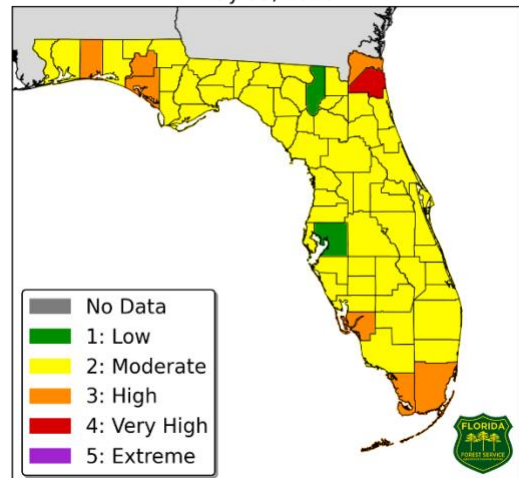 No Data
1: Low
2: Moderate
3: High
4: Very High
5: Extreme
FLORIDA
FOREST SERVICE